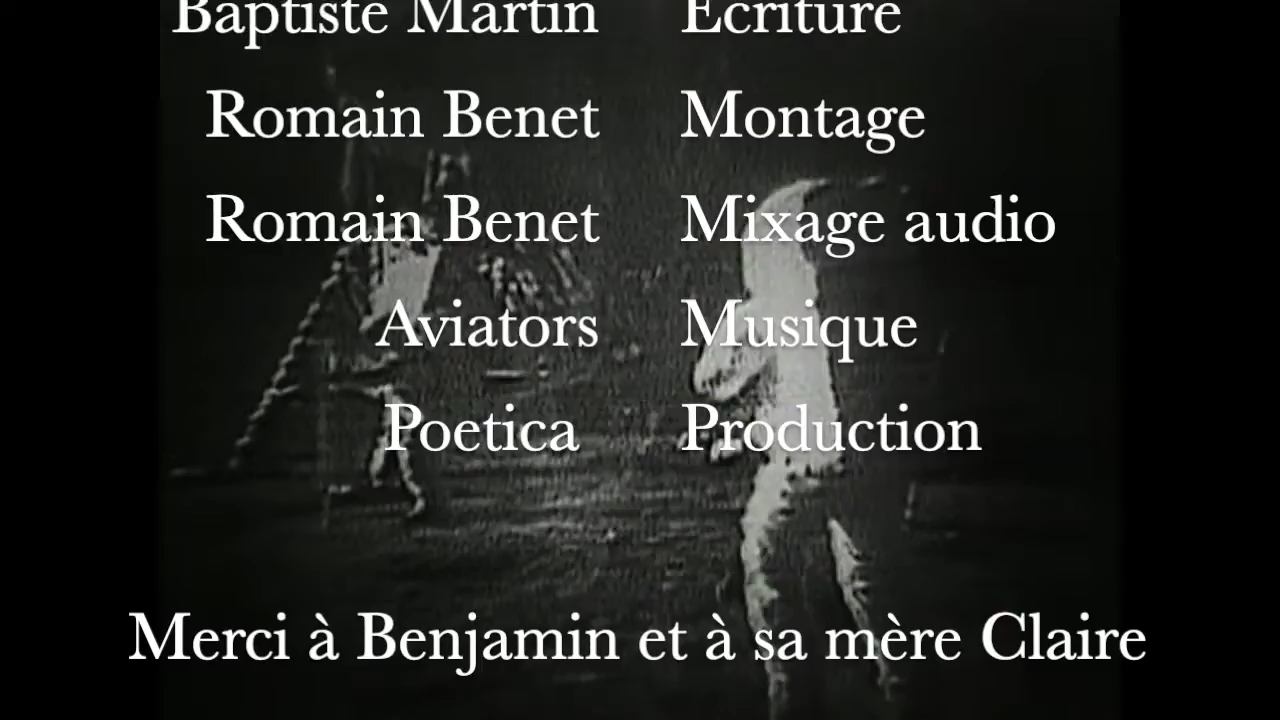 Baptiste Martin Ecriture
Romain Benet Montage
Romain Benet Mixage audio
Aviators Musique
Poetica Production
Merci à Benjamin et à sa mère Claire